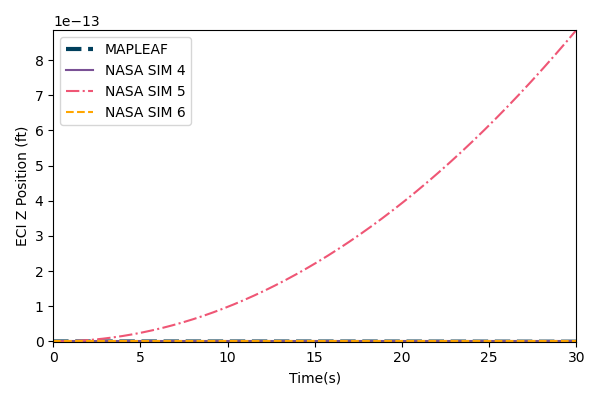 1e−13
MAPLEAF
NASA SIM 4
NASA SIM 5
NASA SIM 6
ECI Z Position (ft)
8
7
6
5
4
3
2
1
0
0 5 10 15 20 25 30
Time(s)